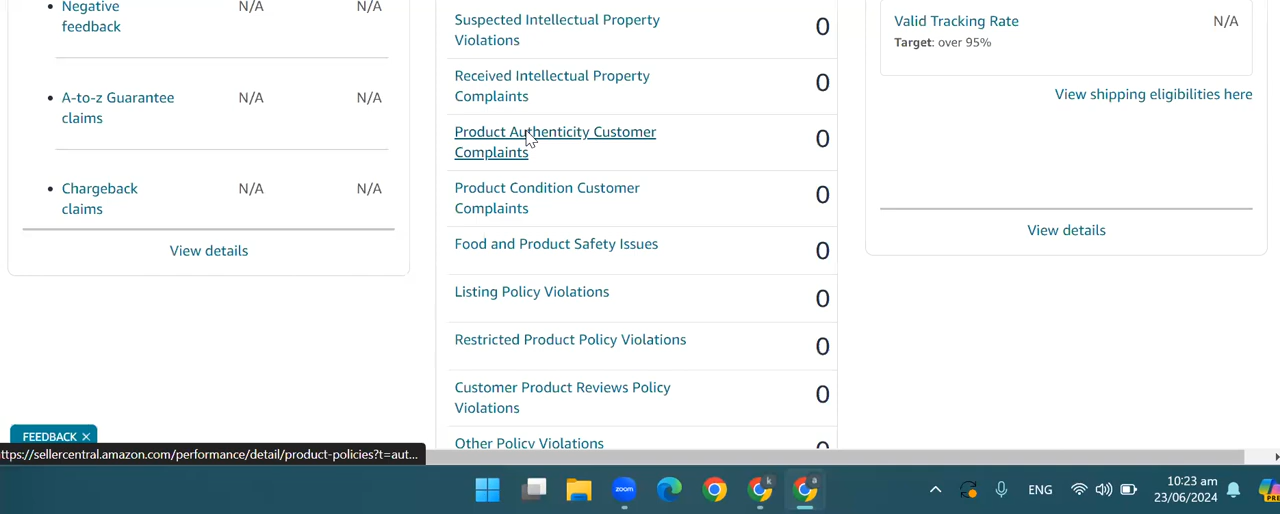 Negative
feedback
N/A
N/A
A-to-z Guarantee
claims
N/A
N/A
Chargeback
claims
N/A
N/A
View details
Suspected Intellectual Property
Violations
0
Received Intellectual Property
Complaints
0
Product Authenticity Customer
Complaints
0
Product Condition Customer
Complaints
0
Food and Product Safety Issues
0
Listing Policy Violations
0
Restricted Product Policy Violations
0
Customer Product Reviews Policy
Violations
0
Other Policy Violations
0
Valid Tracking Rate
N/A
Target: over 95%
View shipping eligibilities here
View details
FEEDBACK ×
ttps://sellercentral.amazon.com/performance/detail/product-policies?t=aut...
zoom
k
a
ENG
10:23 am
23/06/2024
PRE